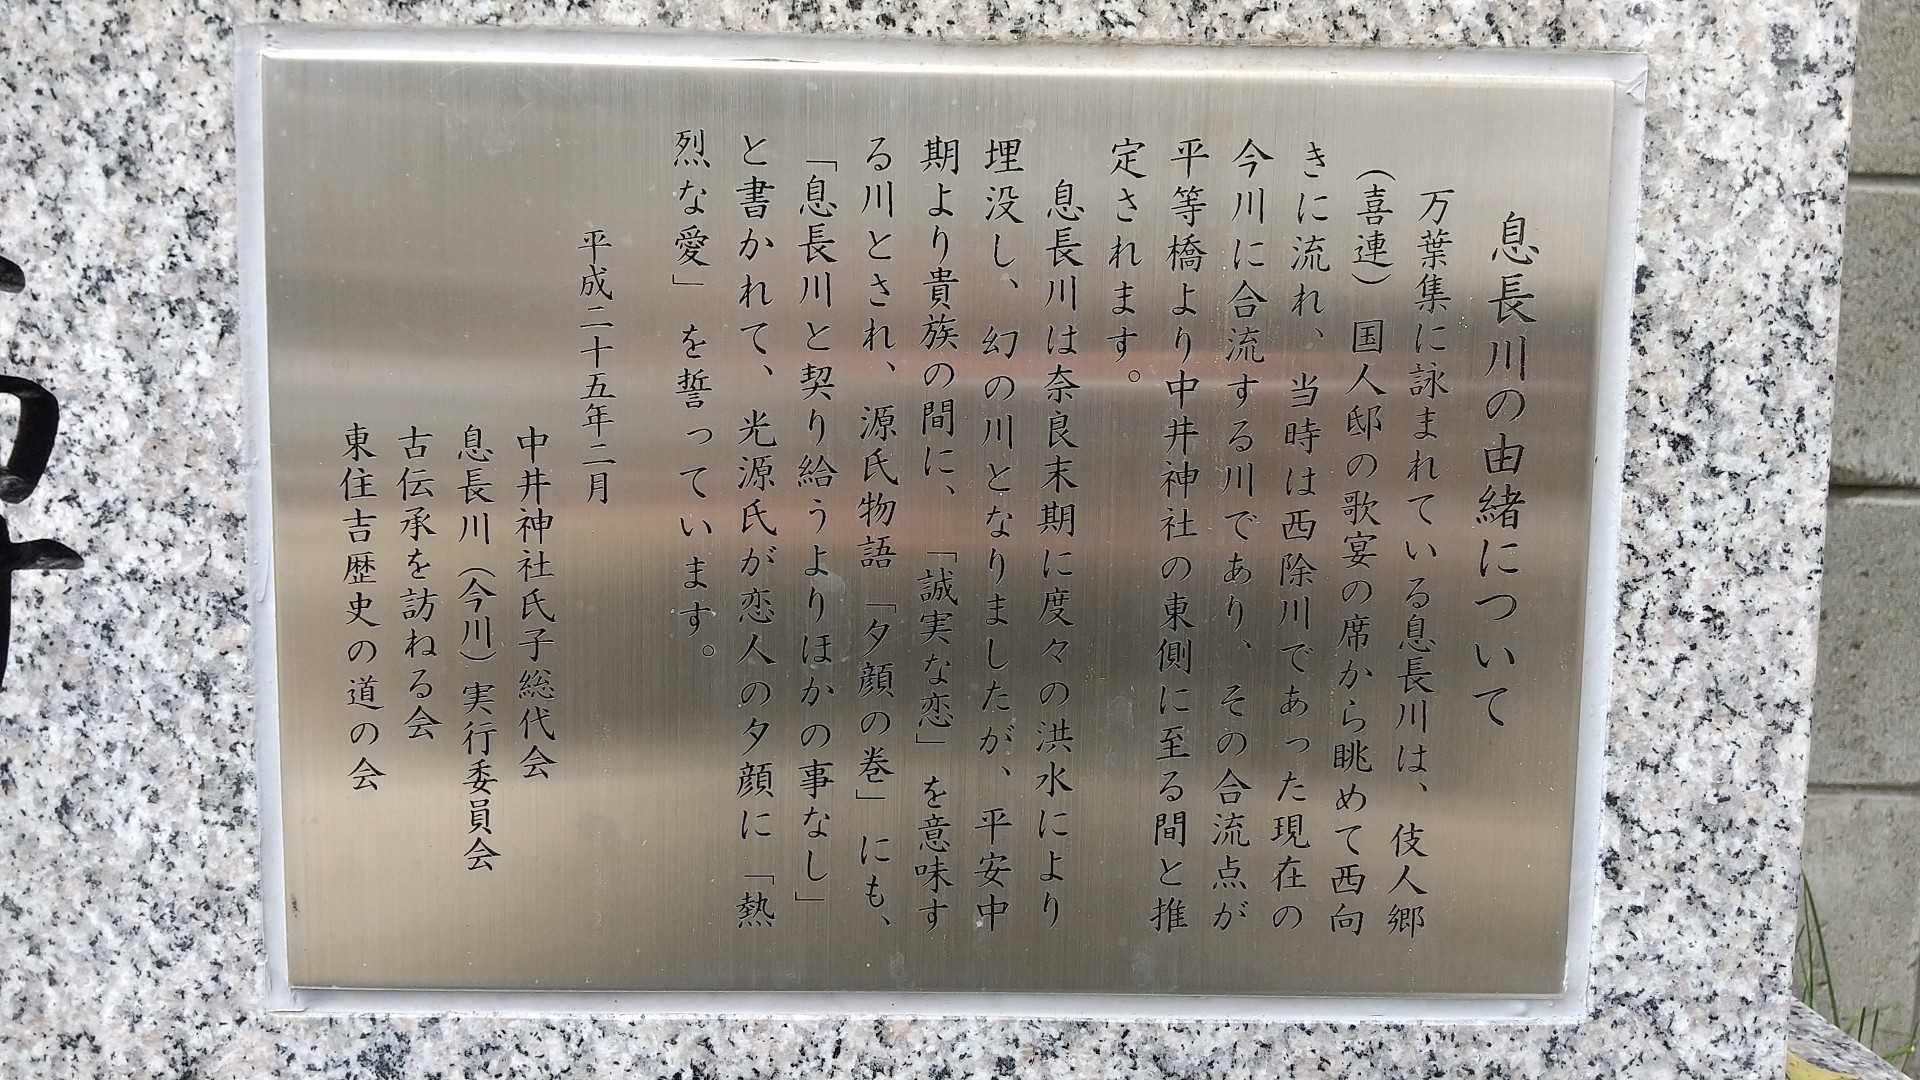 息長川の由緒について
万葉集に詠まれている息長川は、伎人郷
(喜連)国人邸の歌宴の席から眺めて西向
きに流れ、当時は西除川であった現在の
今川に合流する川であり、その合流点が
平等橋より中井神社の東側に至る間と推
定されます。
息長川は奈良末期に度々の洪水により
埋没し、幻の川となりましたが、平安中
期より貴族の間に、「誠実な恋」を意味す
る川とされ、源氏物語「夕顔の巻」にも、
「息長川と契り給うよりほかの事なし」
と書かれて、光源氏が恋人の夕顔に「熱
烈な愛」を誓っています。
平成二十五年二月
中井神社氏子総代会
息長川(今川)実行委員会
古伝承を訪ねる会
東住吉歴史の道の会